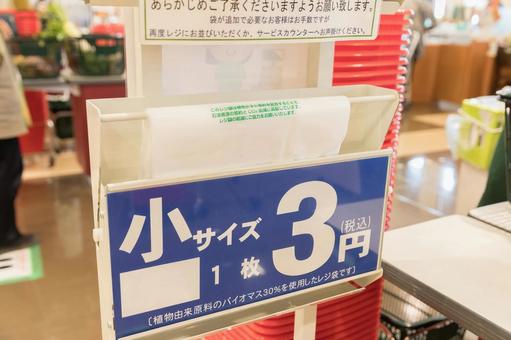 あらかじめご了承くださいますようお願い致します。
袋が追加で必要なお客様はお手数ですが
再度レジにお並びいただくか、サービスカウンターへお声掛けください。
小サイズ
1枚3円
(税込)
〔植物由来原料のバイオマス30%を使用したレジ袋です〕